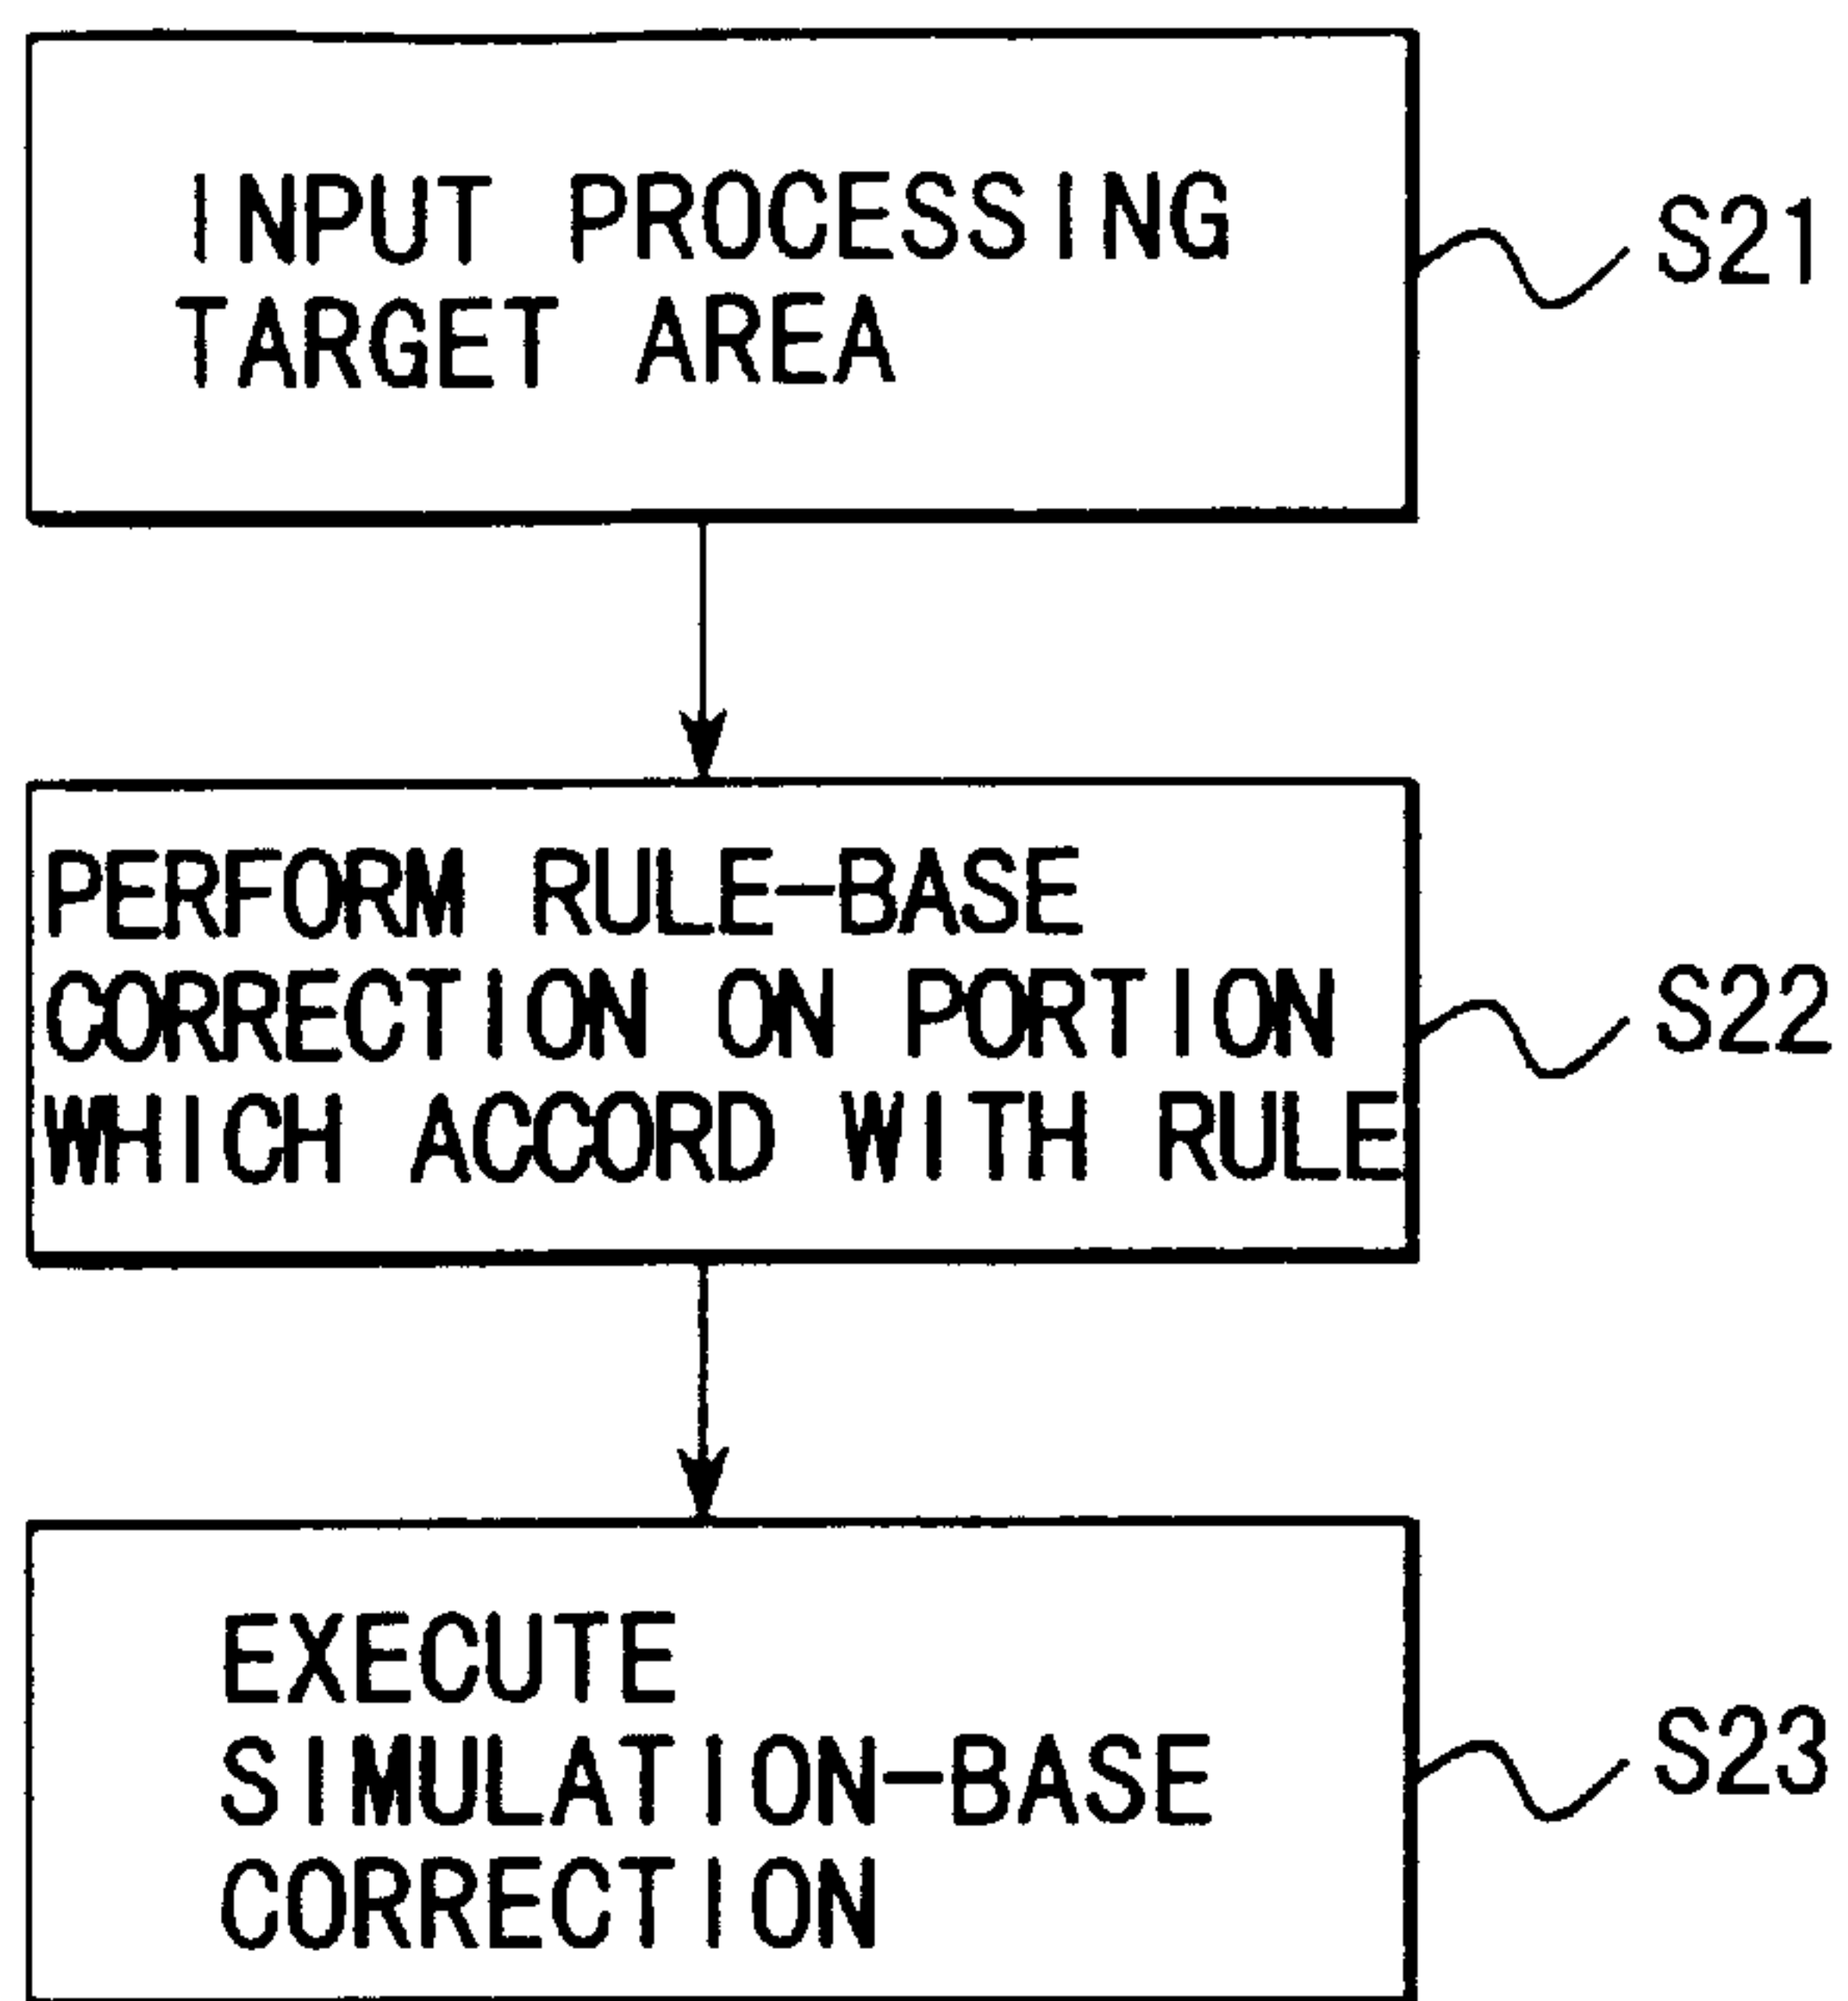 INPUT PROCESSING
TARGET AREA
S21
PERFORM RULE-BASE
CORRECTION ON PORTION
WHICH ACCORD WITH RULE
S22
EXECUTE
SIMULATION-BASE
CORRECTION
S23